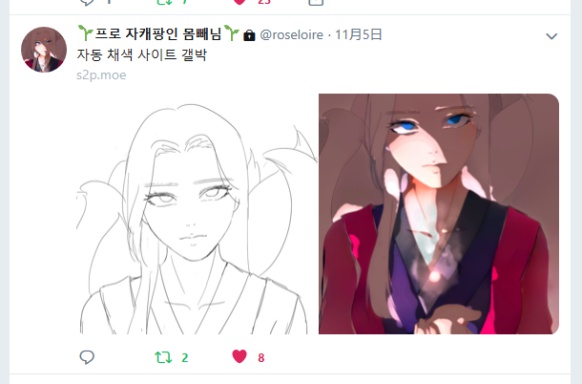 🌱프로 자캐팡인 몸빼님🌱🔒 @roseloire · 11月5日
자동 채색 사이트 갤박
s2p.moe
2 8